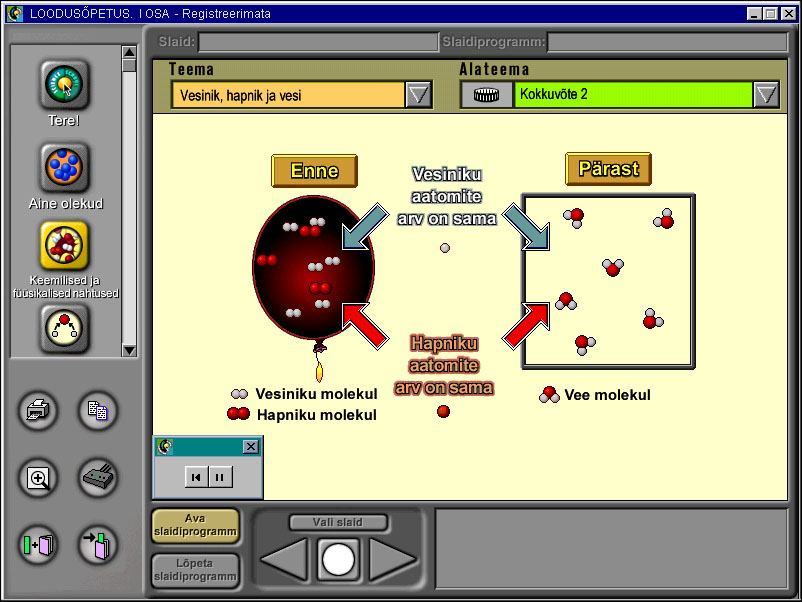 LOODUSÕPETUS. I OSA - Registreerimata
Slaid:
Slaidiprogramm:
Teema
Alateema
Vesinik, hapnik ja vesi
Kokkuvõte 2
Tere!
Aine olekud
Keemilised ja
füüsikalised nähtused
Enne
Vesiniku
aatomite
arv on sama
Pärast
Hapniku
aatomite
arv on sama
Vesiniku molekul
Hapniku molekul
Vee molekul
Ava
slaidiprogramm
Lõpeta
slaidiprogramm
Vali slaid